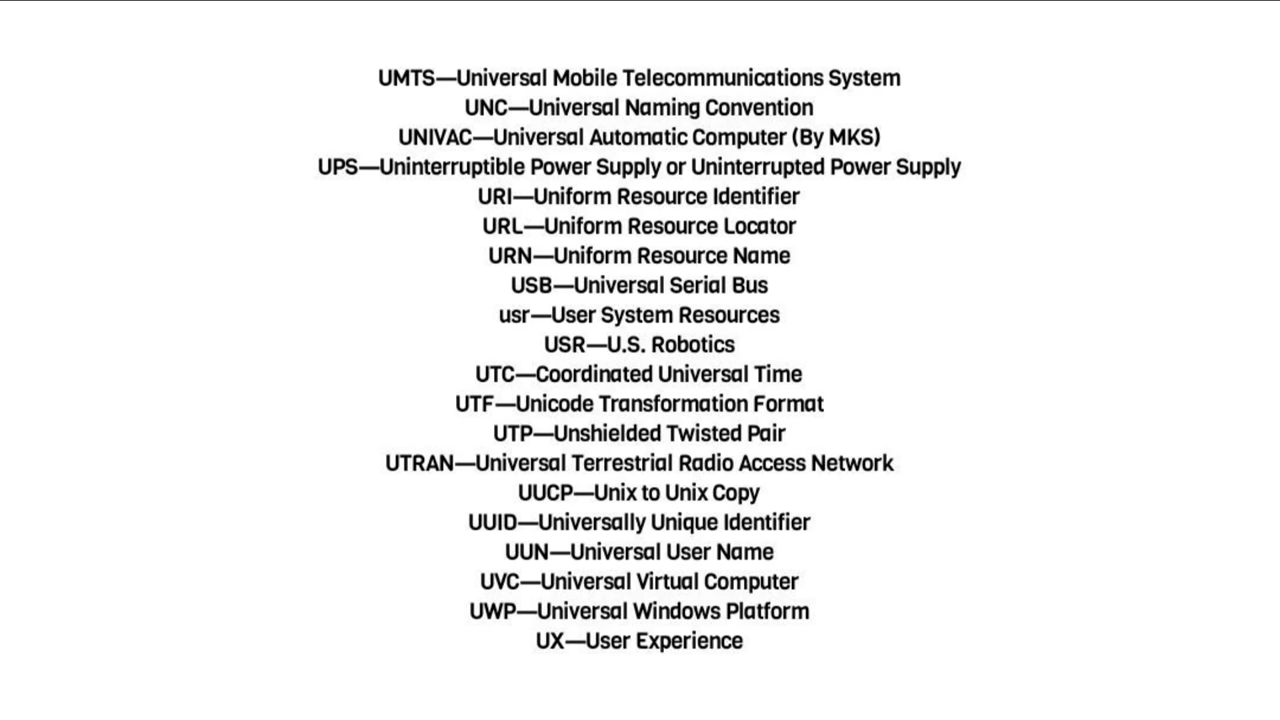 UMTS—Universal Mobile Telecommunications System
UNC—Universal Naming Convention
UNIVAC—Universal Automatic Computer (By MKS)
UPS—Uninterruptible Power Supply or Uninterrupted Power Supply
URI—Uniform Resource Identifier
URL—Uniform Resource Locator
URN—Uniform Resource Name
USB—Universal Serial Bus
usr—User System Resources
USR—U.S. Robotics
UTC—Coordinated Universal Time
UTF—Unicode Transformation Format
UTP—Unshielded Twisted Pair
UTRAN—Universal Terrestrial Radio Access Network
UUCP—Unix to Unix Copy
UUID—Universally Unique Identifier
UUN—Universal User Name
UVC—Universal Virtual Computer
UWP—Universal Windows Platform
UX—User Experience